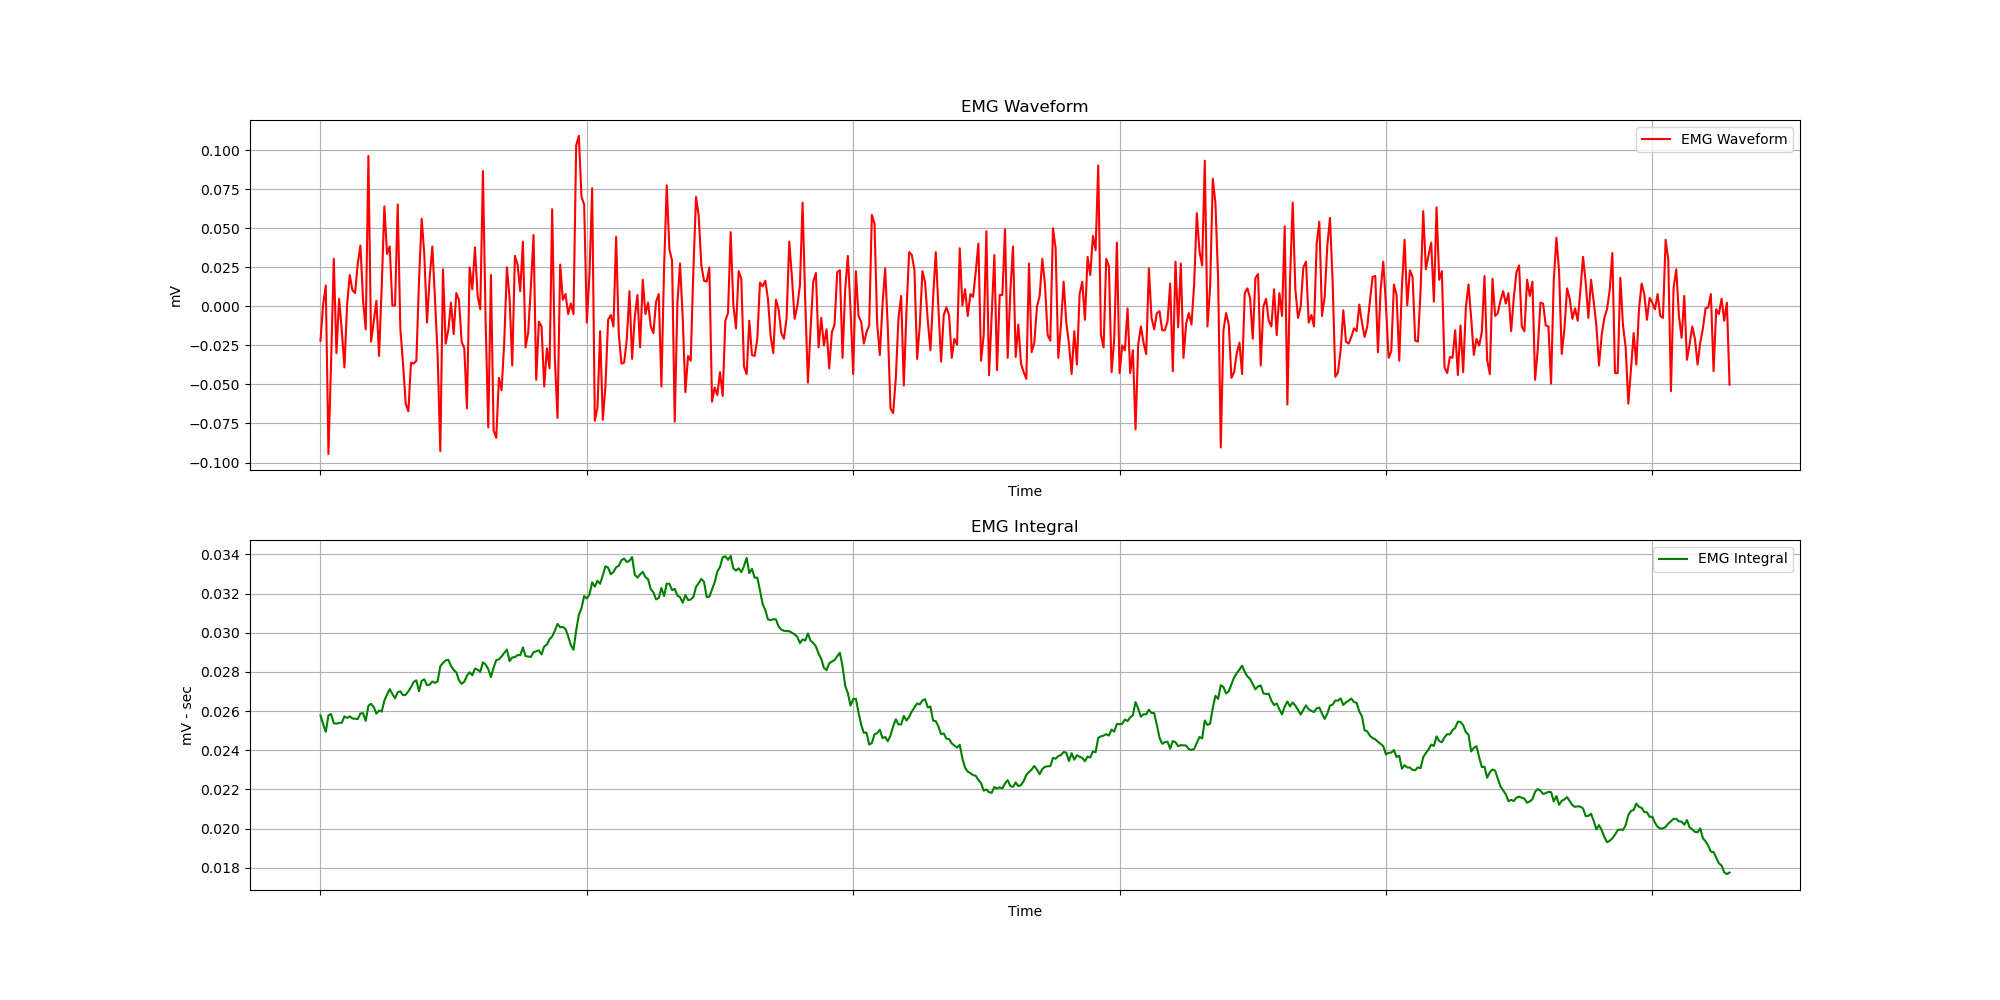 EMG Waveform
EMG Waveform
0.100
0.075
0.050
0.025
0.000
−0.025
−0.050
−0.075
−0.100
mV
Time
EMG Integral
EMG Integral
0.034
0.032
0.030
0.028
0.026
0.024
0.022
0.020
0.018
mV - sec
Time